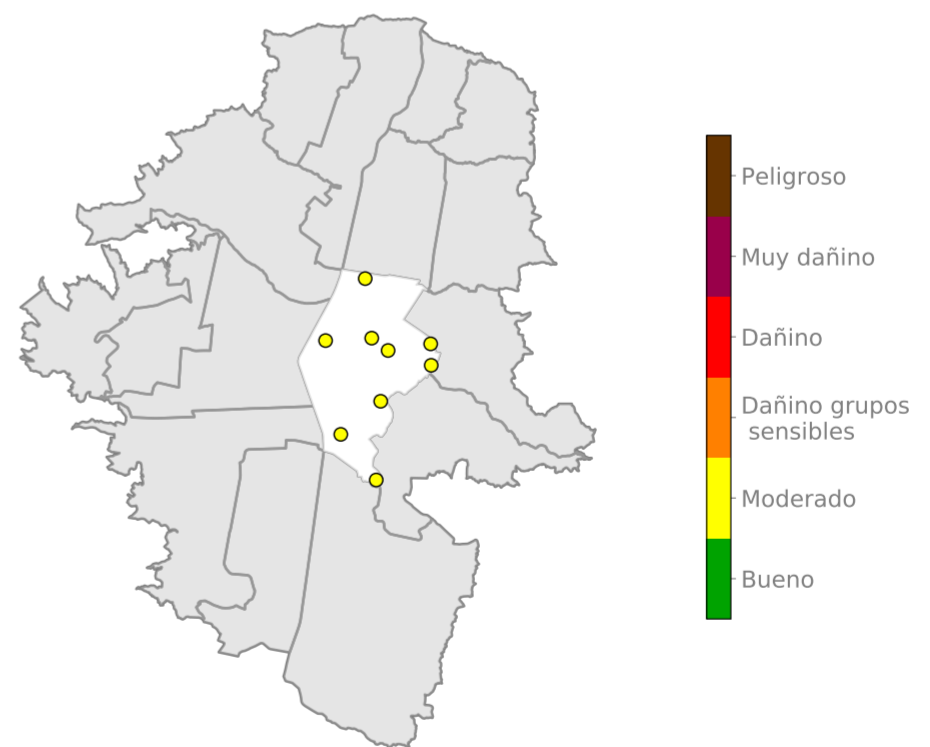 Peligroso
Muy dañino
Dañino
Dañino grupos
sensibles
Moderado
Bueno